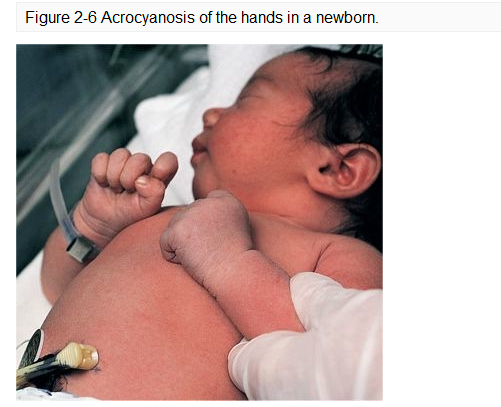 Figure 2-6 Acrocyanosis of the hands in a newborn.